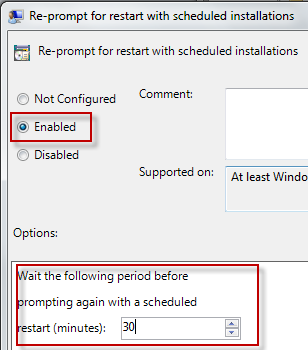 Re-prompt for restart with scheduled installations
Re-prompt for restart with scheduled installations
Not Configured
Comment:
Enabled
Disabled
Supported on:
At least Windo
Options:
Wait the following period before
prompting again with a scheduled
restart (minutes): 30